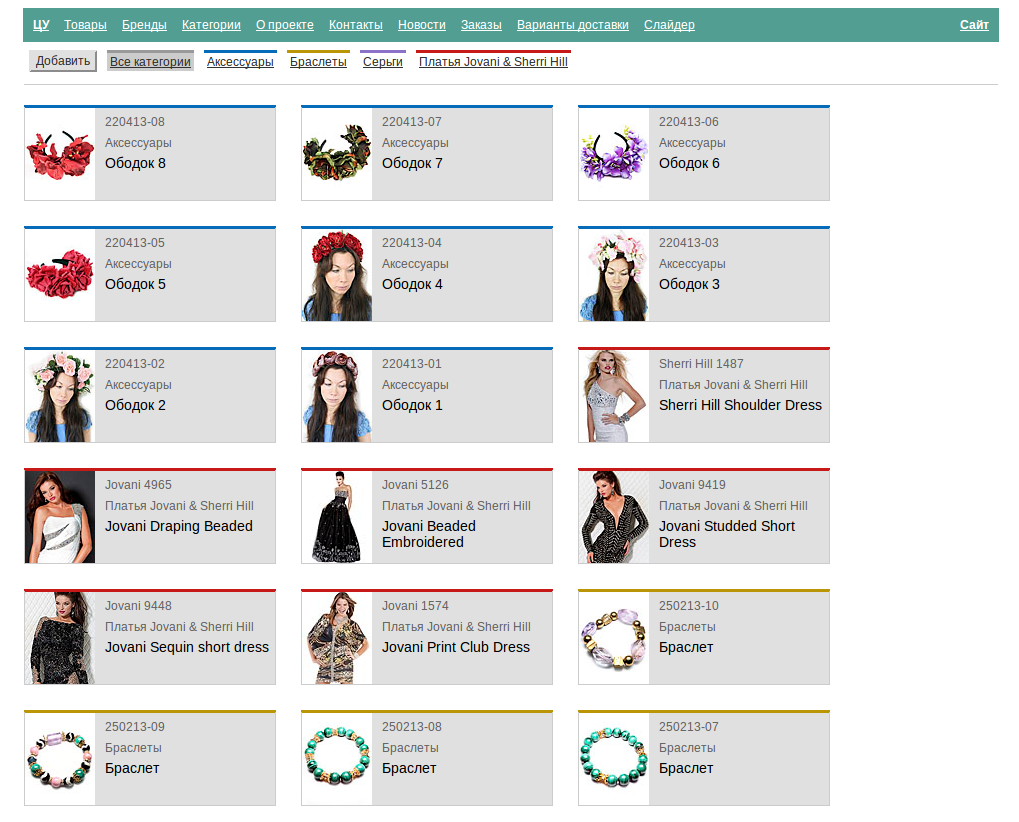 ЦУ Товары Бренды Категории О проекте Контакты Новости Заказы Варианты доставки Слайдер Сайт
Добавить Все категории Аксессуары Браслеты Серьги Платья Jovani & Sherri Hill
220413-08
Аксессуары
Ободок 8
220413-07
Аксессуары
Ободок 7
220413-06
Аксессуары
Ободок 6
220413-05
Аксессуары
Ободок 5
220413-04
Аксессуары
Ободок 4
220413-03
Аксессуары
Ободок 3
220413-02
Аксессуары
Ободок 2
220413-01
Аксессуары
Ободок 1
Sherri Hill 1487
Платья Jovani & Sherri Hill
Sherri Hill Shoulder Dress
Jovani 4965
Платья Jovani & Sherri Hill
Jovani Draping Beaded
Jovani 5126
Платья Jovani & Sherri Hill
Jovani Beaded
Embroidered
Jovani 9419
Платья Jovani & Sherri Hill
Jovani Studded Short
Dress
Jovani 9448
Платья Jovani & Sherri Hill
Jovani Sequin short dress
Jovani 1574
Платья Jovani & Sherri Hill
Jovani Print Club Dress
250213-10
Браслеты
Браслет
250213-09
Браслеты
Браслет
250213-08
Браслеты
Браслет
250213-07
Браслеты
Браслет